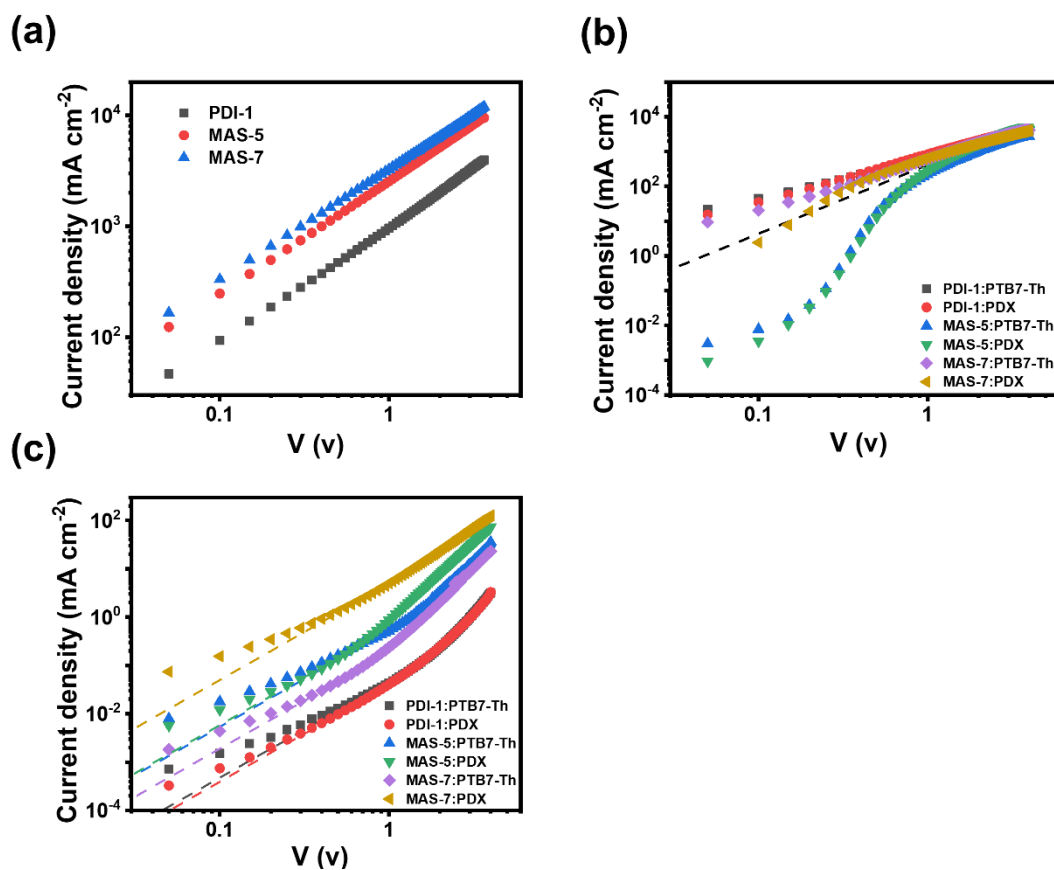 (a)
Current density (mA cm⁻²)
10⁴
10³
10²
PDI-1
MAS-5
MAS-7
0.1
1
V (v)
(b)
Current density (mA cm⁻²)
10⁴
10²
10⁰
10⁻²
10⁻⁴
PDI-1:PTB7-Th
PDI-1:PDX
MAS-5:PTB7-Th
MAS-5:PDX
MAS-7:PTB7-Th
MAS-7:PDX
0.1
1
V (v)
(c)
Current density (mA cm⁻²)
10²
10⁰
10⁻²
10⁻⁴
PDI-1:PTB7-Th
PDI-1:PDX
MAS-5:PTB7-Th
MAS-5:PDX
MAS-7:PTB7-Th
MAS-7:PDX
0.1
1
V (v)